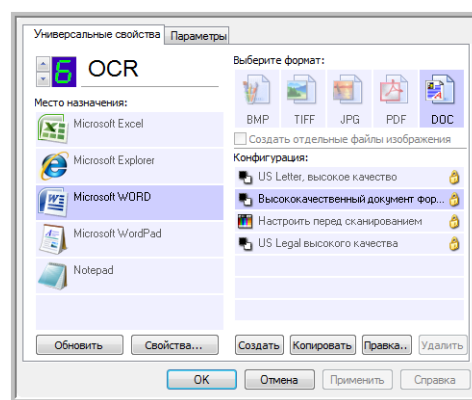 Универсальные свойства Параметры
6 OCR
Место назначения:
Microsoft Excel
Microsoft Explorer
Microsoft WORD
Microsoft WordPad
Notepad
Обновить Свойства...
Выберите формат:
BMP TIFF JPG PDF DOC
Создать отдельные файлы изображения
Конфигурация:
US Letter, высокое качество
Высококачественный документ фор...
Настроить перед сканированием
US Legal высокого качества
Создать Копировать Правка.. Удалить
OK Отмена Применить Справка